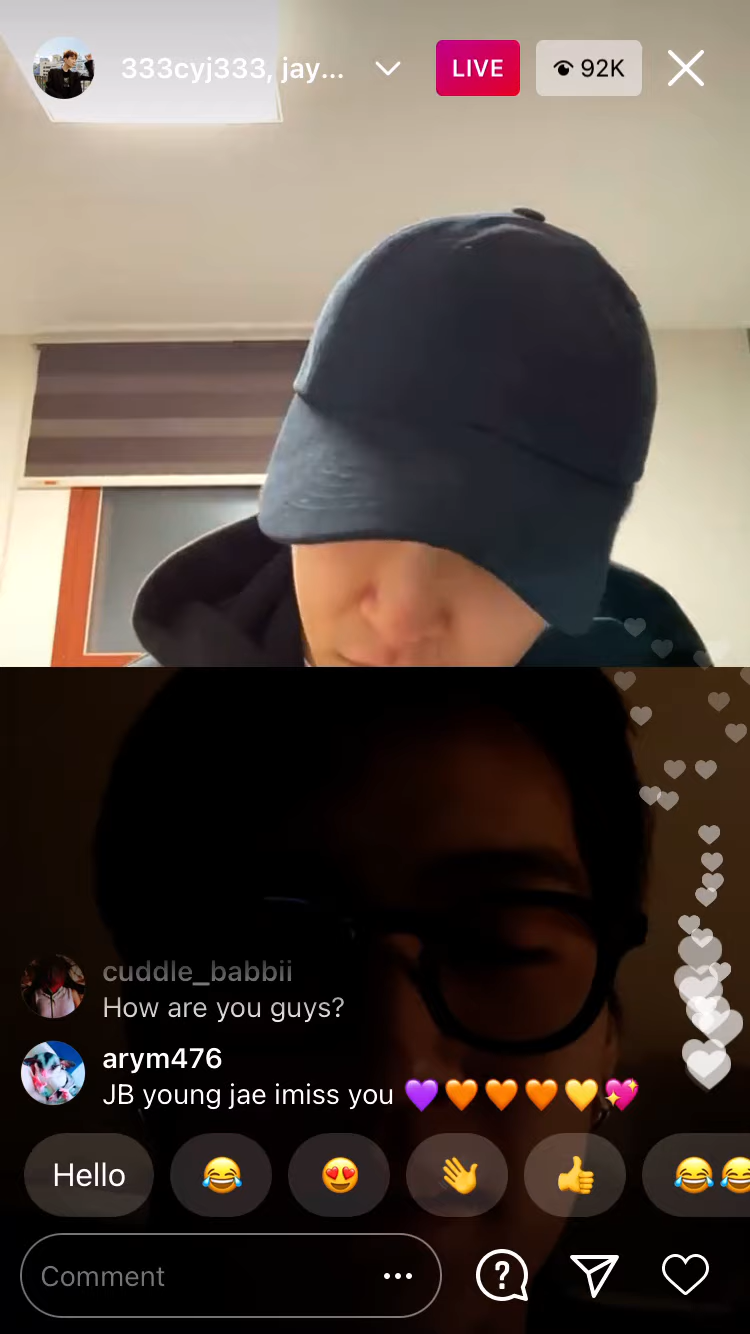 333cyj333, jay...
LIVE
92K
cuddle_babbii
How are you guys?
arym476
JB young jae imiss you 💜🧡🧡🧡💛💖
Hello 😂 😍 👋 👍 😂😂
Comment